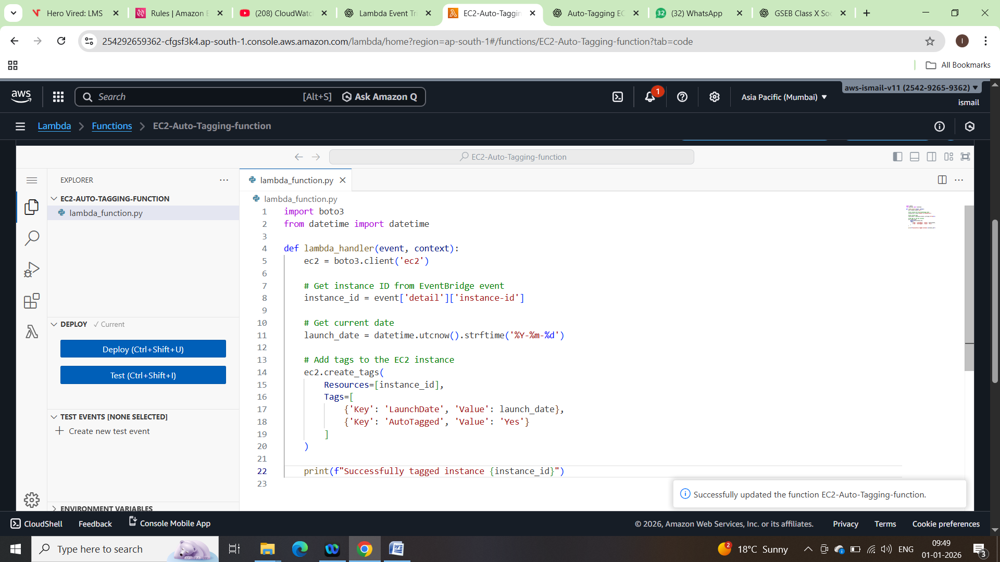 Hero Vired: LMS
Rules | Amazon E
(208) CloudWatc
Lambda Event Tri
EC2-Auto-Taggin
Auto-Tagging EC
32
(32) WhatsApp
GSEB Class X Soc
254292659362-cfgsf3k4.ap-south-1.console.aws.amazon.com/lambda/home?region=ap-south-1#/functions/EC2-Auto-Tagging-function?tab=code
I
All Bookmarks
aws
Search
[Alt+S]
Ask Amazon Q
1
Asia Pacific (Mumbai)
aws-ismail-v11 (2542-9265-9362)
ismail
Lambda
Functions
EC2-Auto-Tagging-function
EC2-Auto-Tagging-function
EXPLORER
EC2-AUTO-TAGGING-FUNCTION
lambda_function.py
DEPLOY
Current
Deploy (Ctrl+Shift+U)
Test (Ctrl+Shift+I)
TEST EVENTS [NONE SELECTED]
Create new test event
ENVIRONMENT VARIABLES
lambda_function.py
lambda_function.py
1 import boto3
2 from datetime import datetime
3
4 def lambda_handler(event, context):
5 ec2 = boto3.client('ec2')
6
7 # Get instance ID from EventBridge event
8 instance_id = event['detail']['instance-id']
9
10 # Get current date
11 launch_date = datetime.utcnow().strftime('%Y-%m-%d')
12
13 # Add tags to the EC2 instance
14 ec2.create_tags(
15 Resources=[instance_id],
16 Tags=[
17 {'Key': 'LaunchDate', 'Value': launch_date},
18 {'Key': 'AutoTagged', 'Value': 'Yes'}
19 ]
20 )
21
22 print(f"Successfully tagged instance {instance_id}")
23
Successfully updated the function EC2-Auto-Tagging-function.
CloudShell
Feedback
Console Mobile App
© 2026, Amazon Web Services, Inc. or its affiliates.
Privacy
Terms
Cookie preferences
Type here to search
2
18°C Sunny
ENG
09:49
01-01-2026
3